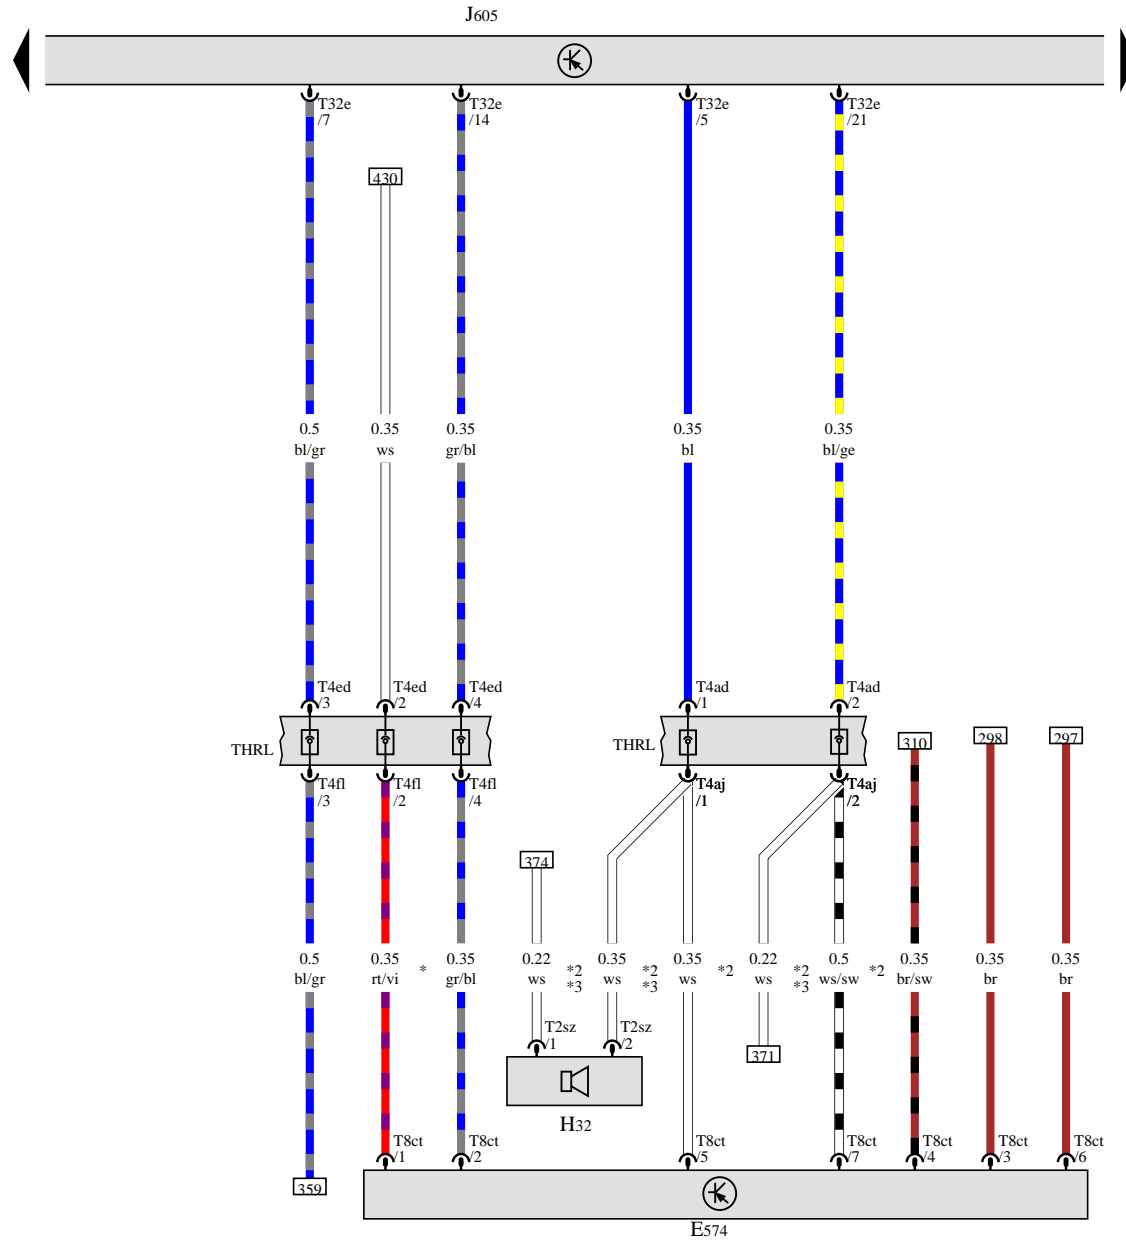 J605
T32e
/7
T32e
/14
T32e
/5
T32e
/21
430
0.5
bl/gr
0.35
ws
0.35
gr/bl
0.35
bl
0.35
bl/ge
T4ed
/3
T4ed
/2
T4ed
/4
T4ad
/1
T4ad
/2
THRL
THRL
310
298
297
T4fl
/3
T4fl
/2
T4fl
/4
T4aj
/1
T4aj
/2
374
0.5
bl/gr
0.35
rt/vi
*
0.35
gr/bl
0.22
ws
*2
*3
0.35
ws
*2
*3
0.35
ws
*2
0.22
ws
*2
*3
0.5
ws/sw
*2
0.35
br/sw
0.35
br
0.35
br
T2sz
/1
T2sz
/2
371
H32
T8ct
/1
T8ct
/2
T8ct
/5
T8ct
/7
T8ct
/4
T8ct
/3
T8ct
/6
359
E574